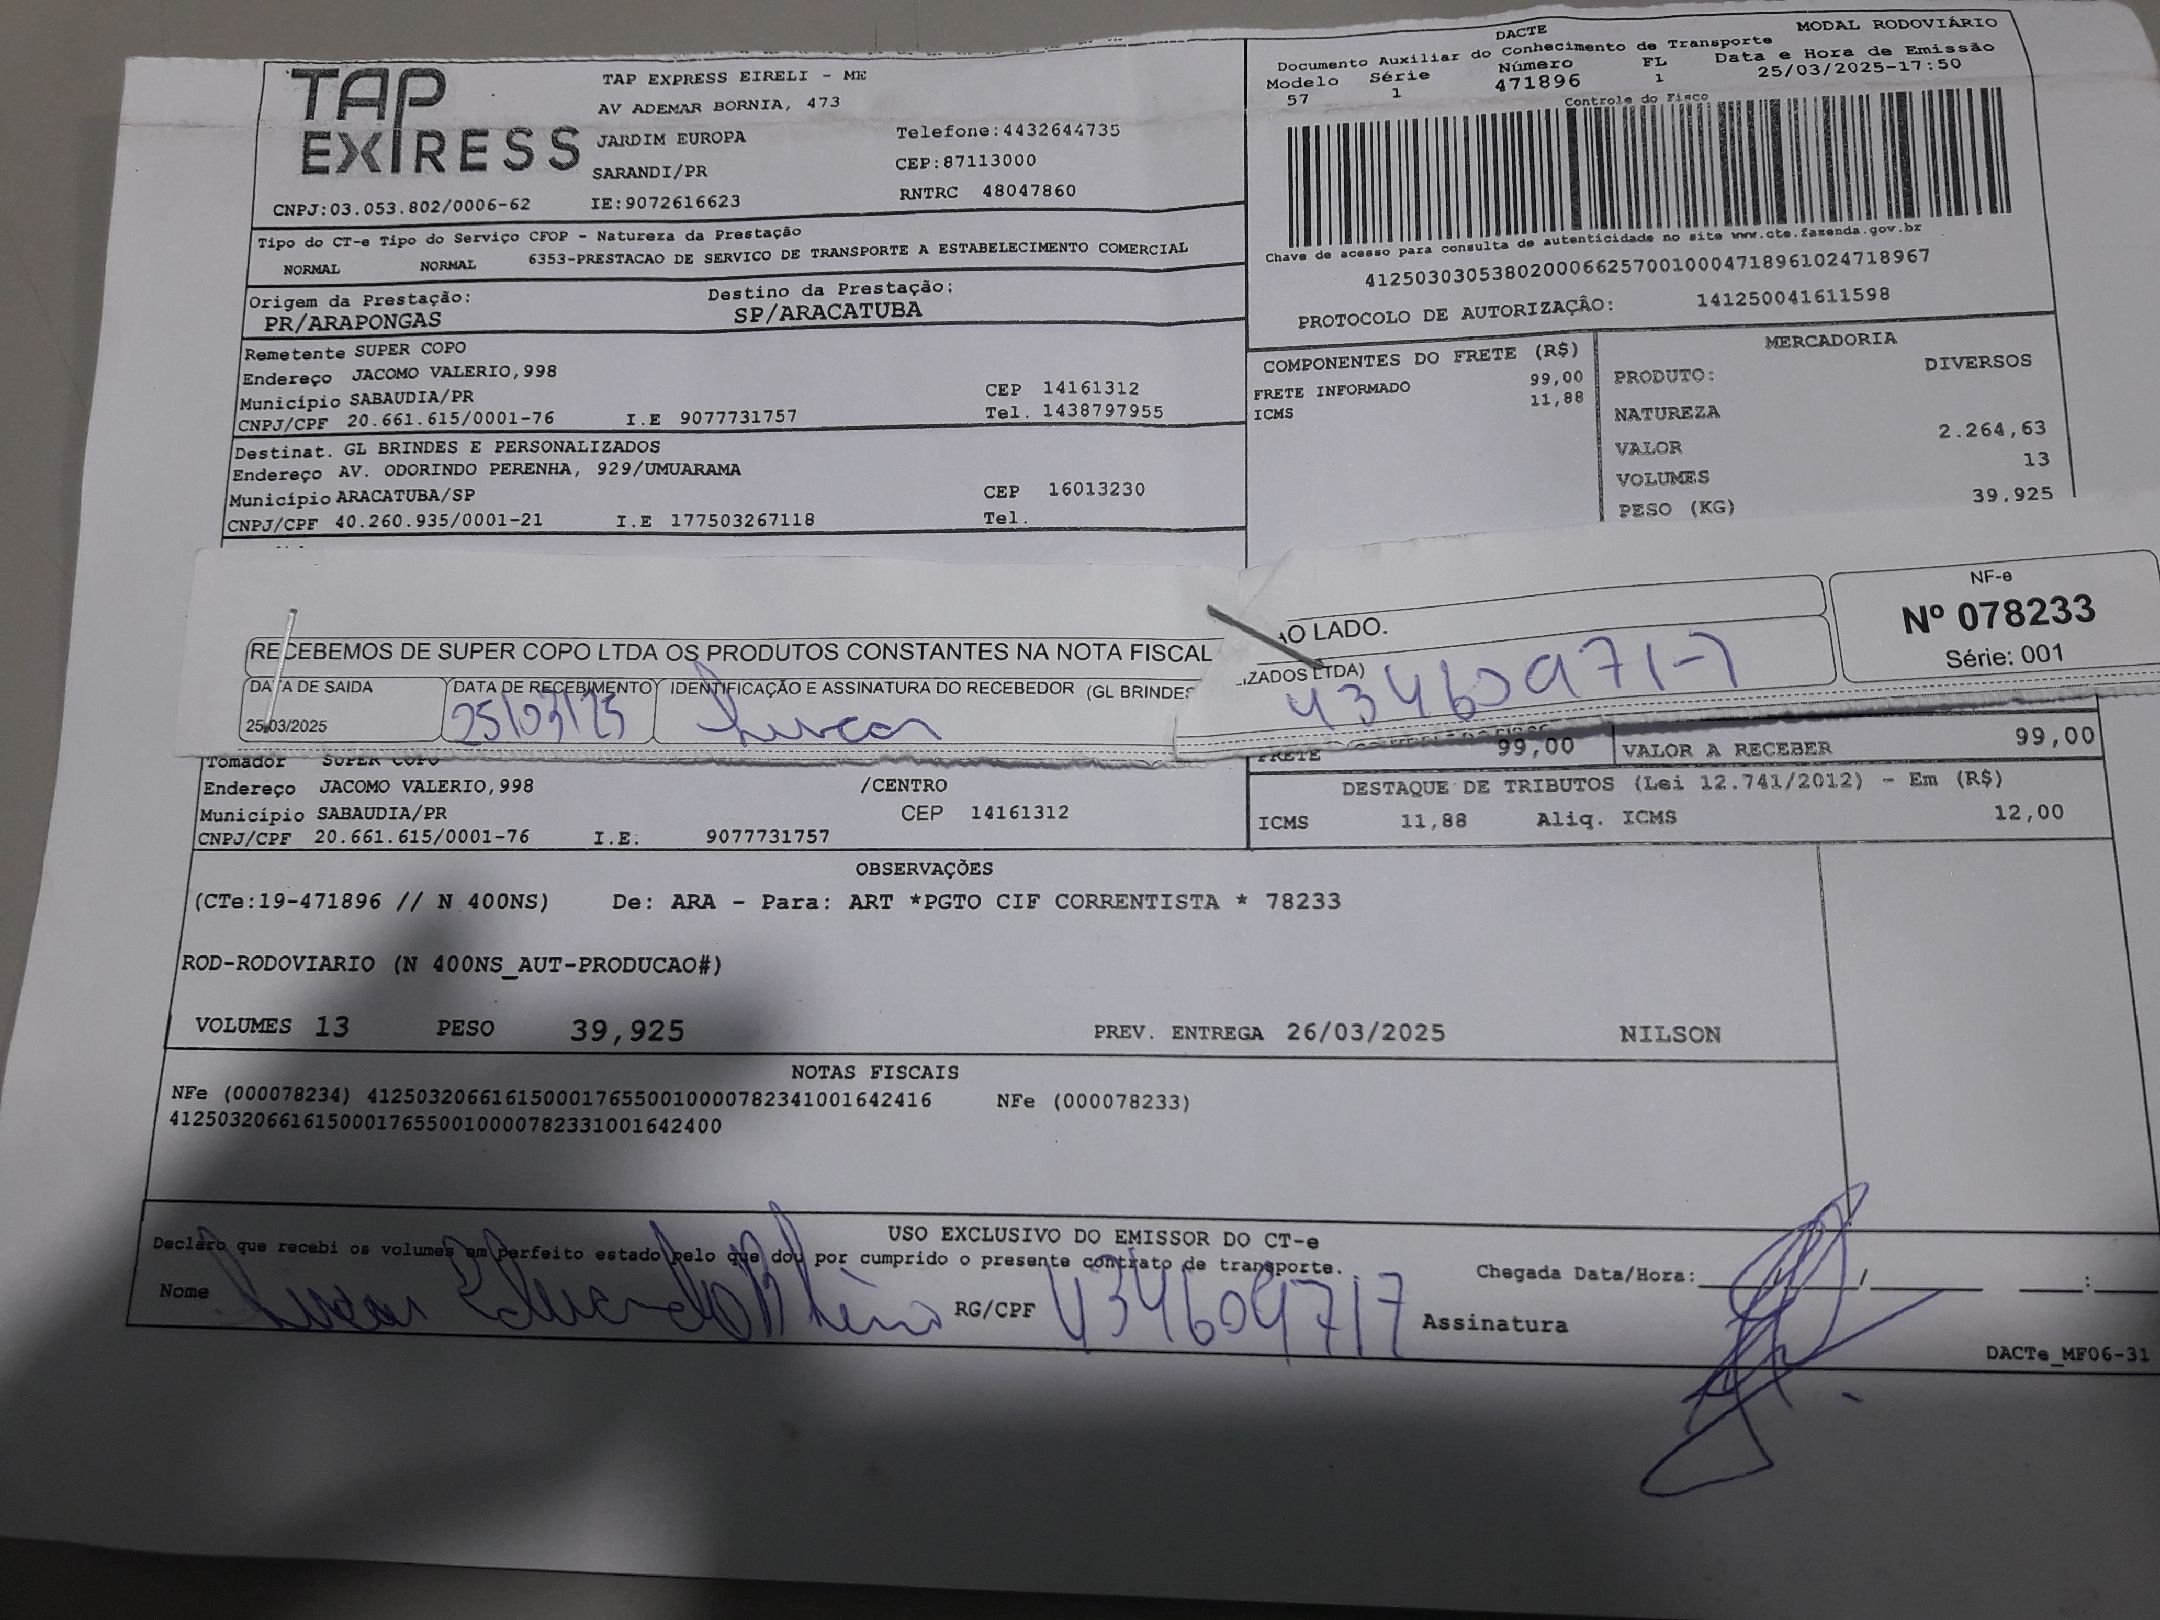 TAP EXPRESS
TAP EXPRESS EIRELI - ME
AV ADEMAR BORNIA, 473
JARDIM EUROPA
SARANDI/PR
Telefone:4432644735
CEP:87113000
RNTRC 48047860
CNPJ:03.053.802/0006-62 IE:9072616623
DACTE MODAL RODOVIÁRIO
Documento Auxiliar do Conhecimento de Transporte
Modelo Série Número FL Data e Hora de Emissão
57 1 471896 1 25/03/2025-17:50
Controle do Fisco
Chave de acesso para consulta de autenticidade no site www.cte.fazenda.gov.br
41250303053802000662570010004718961024718967
PROTOCOLO DE AUTORIZAÇÃO: 141250041611598
Tipo do CT-e Tipo do Serviço CFOP - Natureza da Prestação
NORMAL NORMAL 6353-PRESTACAO DE SERVICO DE TRANSPORTE A ESTABELECIMENTO COMERCIAL
Origem da Prestação: Destino da Prestação:
PR/ARAPONGAS SP/ARACATUBA
Remetente SUPER COPO
Endereço JACOMO VALERIO,998
Município SABAUDIA/PR CEP 14161312
CNPJ/CPF 20.661.615/0001-76 I.E 9077731757 Tel. 1438797955
Destinat. GL BRINDES E PERSONALIZADOS
Endereço AV. ODORINDO PERENHA, 929/UMUARAMA
Município ARACATUBA/SP CEP 16013230
CNPJ/CPF 40.260.935/0001-21 I.E 177503267118 Tel.
COMPONENTES DO FRETE (R$)
FRETE INFORMADO 99,00
ICMS 11,88
MERCADORIA
PRODUTO: DIVERSOS
NATUREZA
VALOR 2.264,63
VOLUMES 13
PESO (KG) 39.925
RECEBEMOS DE SUPER COPO LTDA OS PRODUTOS CONSTANTES NA NOTA FISCAL
AO LADO.
DATA DE SAIDA DATA DE RECEBIMENTO IDENTIFICAÇÃO E ASSINATURA DO RECEBEDOR (GL BRINDES
IZADOS LTDA)
25/03/2025 25/03/25 Lucas 43460971-7
NF-e
Nº 078233
Série: 001
Tomador SUPER COPO
Endereço JACOMO VALERIO,998 /CENTRO
Município SABAUDIA/PR CEP 14161312
CNPJ/CPF 20.661.615/0001-76 I.E: 9077731757
FRETE 99,00 VALOR A RECEBER 99,00
DESTAQUE DE TRIBUTOS (Lei 12.741/2012) - Em (R$)
ICMS 11,88 Aliq. ICMS 12,00
OBSERVAÇÕES
(CTe:19-471896 // N 400NS) De: ARA - Para: ART *PGTO CIF CORRENTISTA * 78233
ROD-RODOVIARIO (N 400NS_AUT-PRODUCAO#)
VOLUMES 13 PESO 39,925 PREV. ENTREGA 26/03/2025 NILSON
NOTAS FISCAIS
NFe (000078234) 41250320661615000176550010000782341001642416 NFe (000078233)
41250320661615000176550010000782331001642400
USO EXCLUSIVO DO EMISSOR DO CT-e
Declaro que recebi os volumes em perfeito estado pelo que dou por cumprido o presente contrato de transporte.
Nome Lucas Eduardo RG/CPF 434609717 Assinatura
Chegada Data/Hora:____/____/____ __:__
DACTe_MF06-31